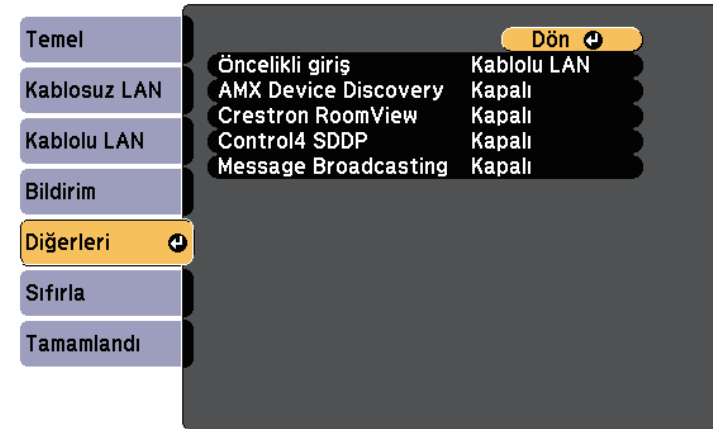 Temel
Kablosuz LAN
Kablolu LAN
Bildirim
Diğerleri
Sıfırla
Tamamlandı
Dön
Öncelikli giriş Kablolu LAN
AMX Device Discovery Kapalı
Crestron RoomView Kapalı
Control4 SDDP Kapalı
Message Broadcasting Kapalı